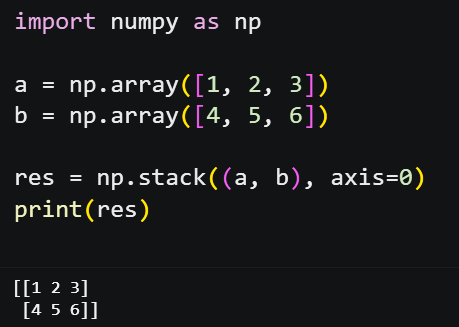 import numpy as np
a = np.array([1, 2, 3])
b = np.array([4, 5, 6])
res = np.stack((a, b), axis=0)
print(res)
[[1 2 3]
 [4 5 6]]